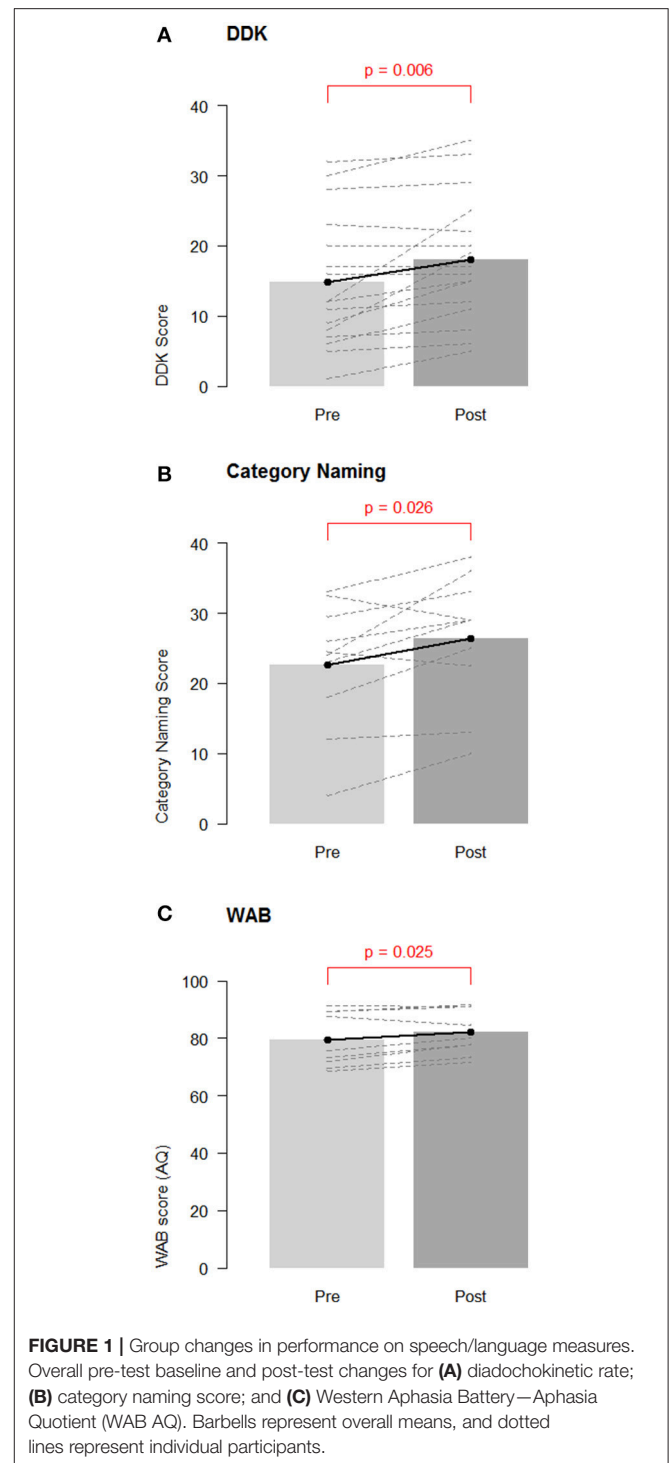 A DDK
p = 0.006
40
30
20
10
0
DDK Score
Pre Post
B Category Naming
p = 0.026
40
30
20
10
0
Category Naming Score
Pre Post
C WAB
p = 0.025
100
80
60
40
20
0
WAB score (AQ)
Pre Post
FIGURE 1 | Group changes in performance on speech/language measures.
Overall pre-test baseline and post-test changes for (A) diadochokinetic rate;
(B) category naming score; and (C) Western Aphasia Battery—Aphasia
Quotient (WAB AQ). Barbells represent overall means, and dotted
lines represent individual participants.